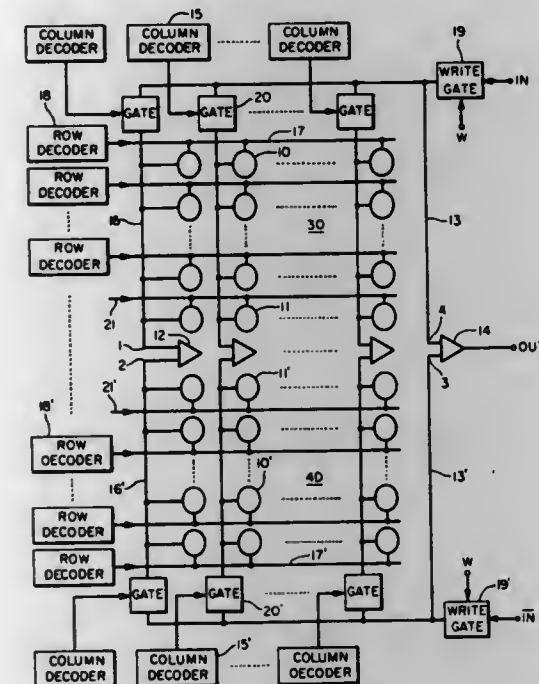 15
COLUMN DECODER
COLUMN DECODER
COLUMN DECODER
19
WRITE GATE
IN
W
GATE
GATE
20
GATE
18
ROW DECODER
17
10
ROW DECODER
16
30
13
ROW DECODER
21
11
12
4
14
1
2
OUT
3
11'
21'
18'
ROW OECODER
13'
16'
10'
40
ROW DECODER
ROW DECODER
17'
W
19'
GATE
GATE
GATE
WRITE GATE
IN
20'
15'
COLUMN DECODER
COLUMN DECODER
COLUMN OECODER